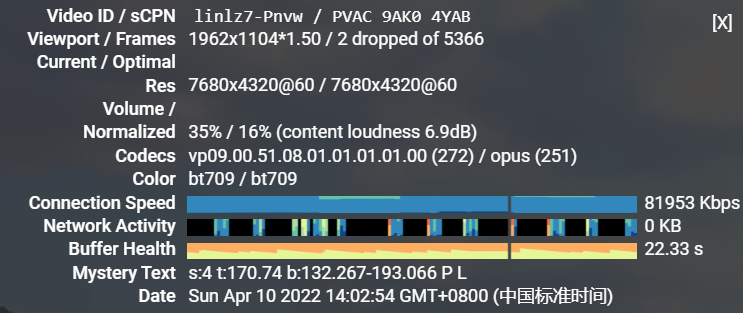 Video ID / sCPN linlz7-Pnvw / PVAC 9AK0 4YAB
[X]
Viewport / Frames 1962x1104*1.50 / 2 dropped of 5366
Current / Optimal
Res 7680x4320@60 / 7680x4320@60
Volume /
Normalized 35% / 16% (content loudness 6.9dB)
Codecs vp09.00.51.08.01.01.01.01.00 (272) / opus (251)
Color bt709 / bt709
Connection Speed 81953 Kbps
Network Activity 0 KB
Buffer Health 22.33 s
Mystery Text s:4 t:170.74 b:132.267-193.066 P L
Date Sun Apr 10 2022 14:02:54 GMT+0800 (中国标准时间)